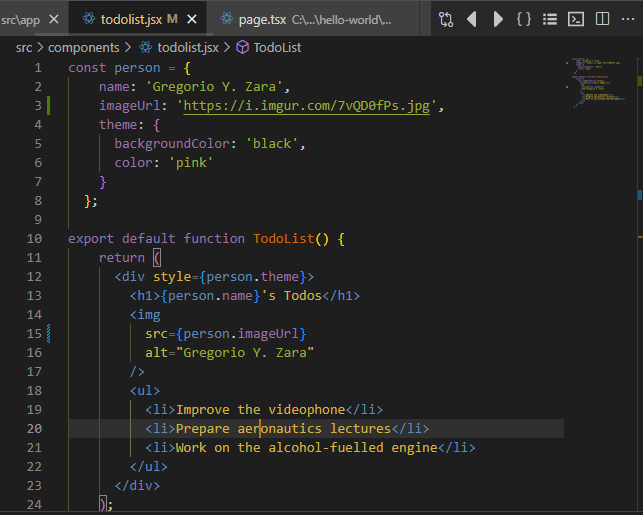 src\app
todolist.jsx M
page.tsx C:\...\hello-world\...
src > components > todolist.jsx > TodoList
1 const person = {
2 name: 'Gregorio Y. Zara',
3 imageUrl: 'https://i.imgur.com/7vQD0fPs.jpg',
4 theme: {
5 backgroundColor: 'black',
6 color: 'pink'
7 }
8 };
9
10 export default function TodoList() {
11 return (
12 <div style={person.theme}>
13 <h1>{person.name}'s Todos</h1>
14 <img
15 src={person.imageUrl}
16 alt="Gregorio Y. Zara"
17 />
18 <ul>
19 <li>Improve the videophone</li>
20 <li>Prepare aeronautics lectures</li>
21 <li>Work on the alcohol-fuelled engine</li>
22 </ul>
23 </div>
24 );